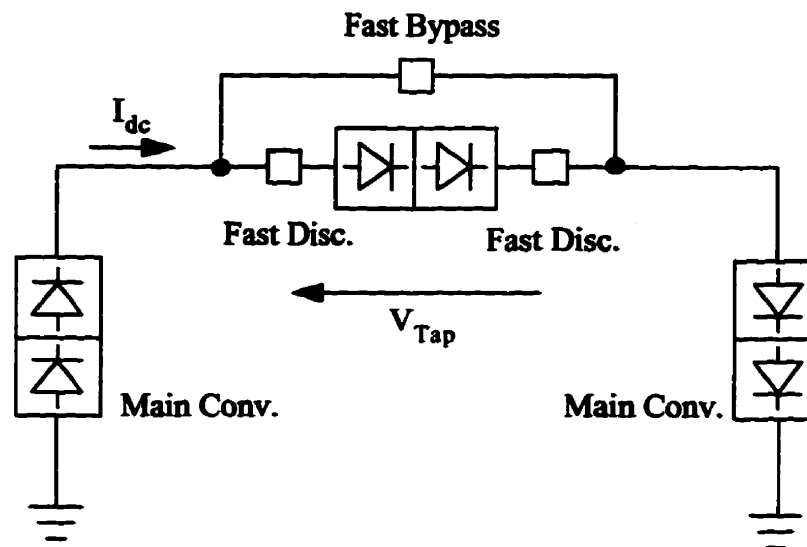 Fast Bypass
I_dc
Fast Disc.
Fast Disc.
V_Tap
Main Conv.
Main Conv.